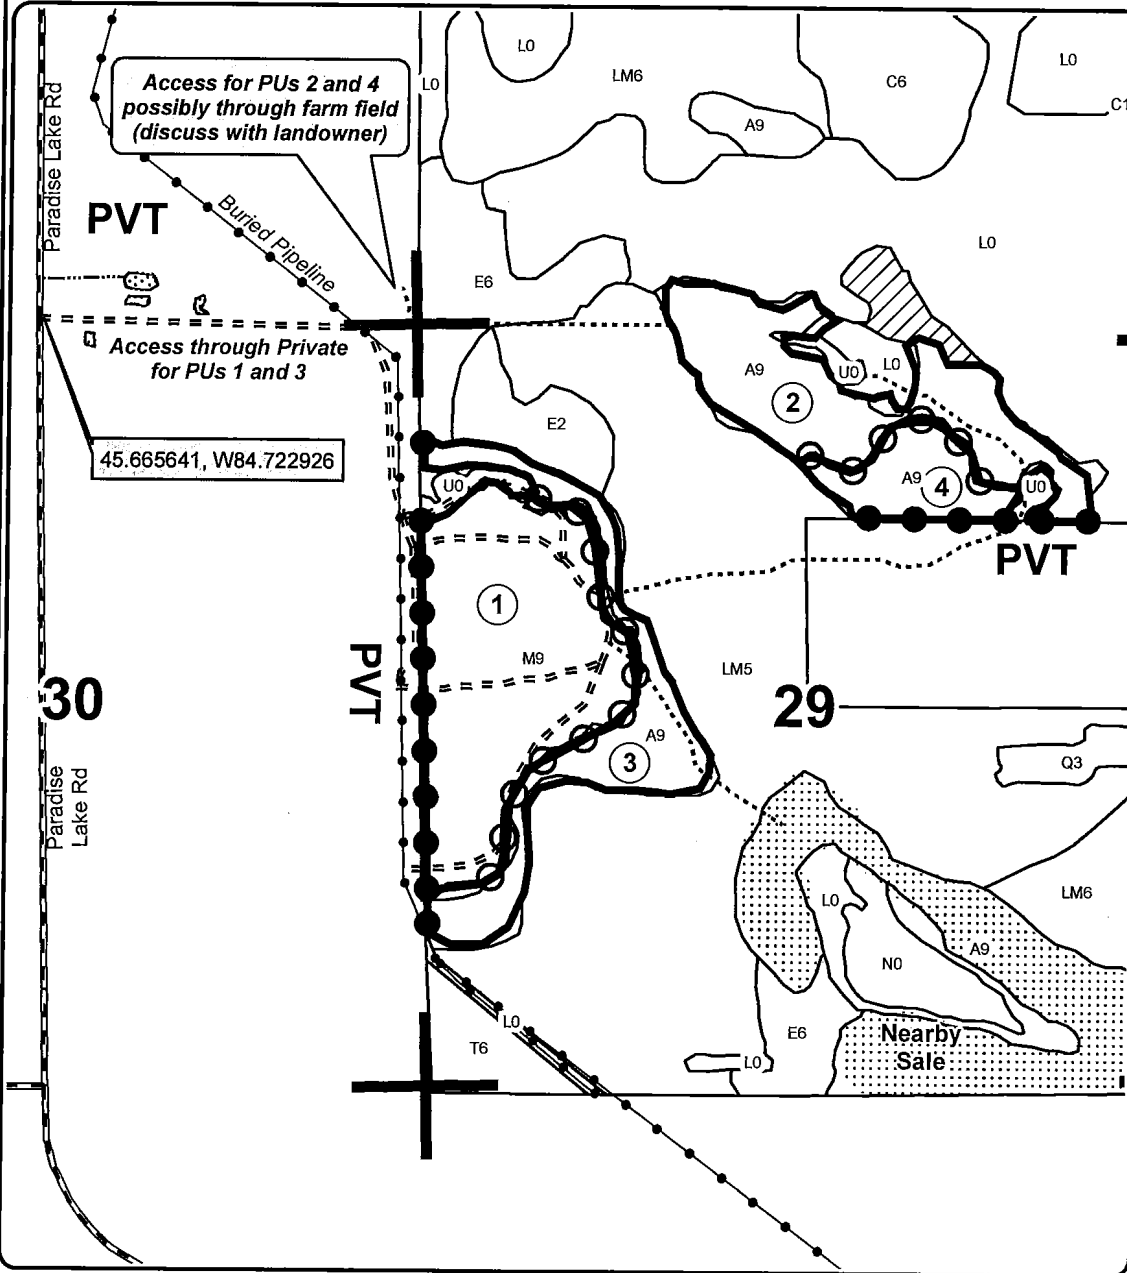 L0
LM6
C6
L0
C1
Access for PUs 2 and 4
possibly through farm field
(discuss with landowner)
L0
A9
Paradise Lake Rd
PVT
Buried Pipeline
L0
E6
Access through Private
for PUs 1 and 3
A9
U0
L0
2
E2
45.665641, W84.722926
U0
A9
4
U0
PVT
1
M9
LM5
PVT
30
29
A9
3
Q3
Paradise
Lake Rd
L0
LM6
A9
N0
L0
T6
E6
Nearby
Sale
L0